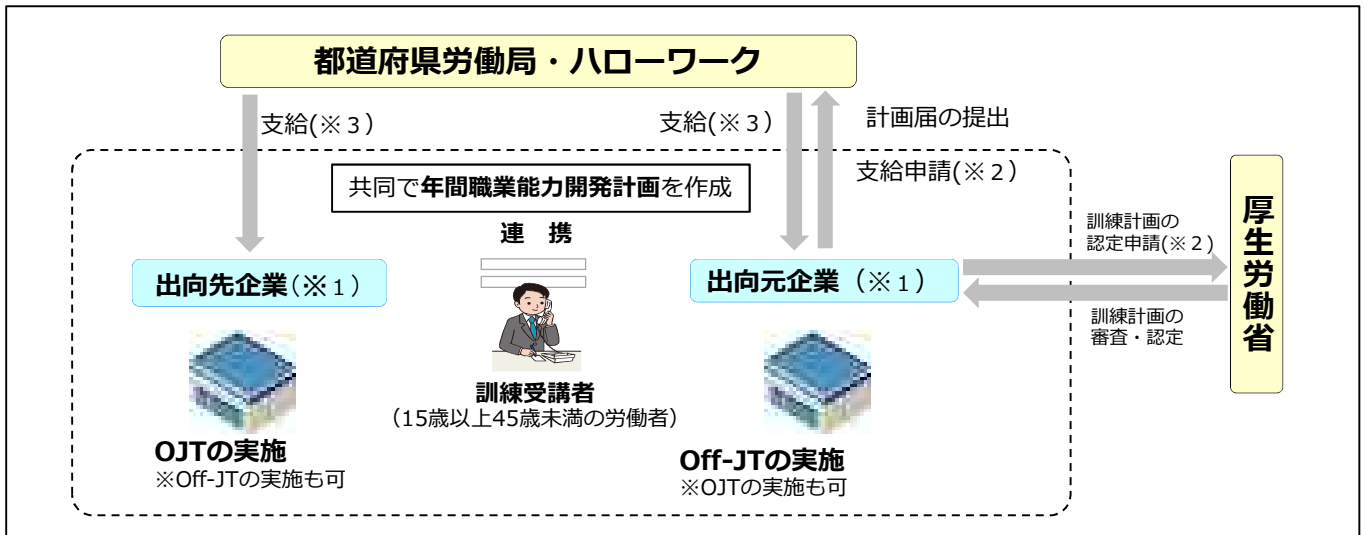 都道府県労働局・ハローワーク
支給(※３)
支給(※３)
計画届の提出
支給申請(※２)
共同で年間職業能力開発計画を作成
連　携
出向先企業(※１)
出向元企業（※１）
訓練計画の
認定申請(※２)
訓練計画の
審査・認定
厚生労働省
訓練受講者
（15歳以上45歳未満の労働者）
OJTの実施
※Off-JTの実施も可
Off-JTの実施
※OJTの実施も可